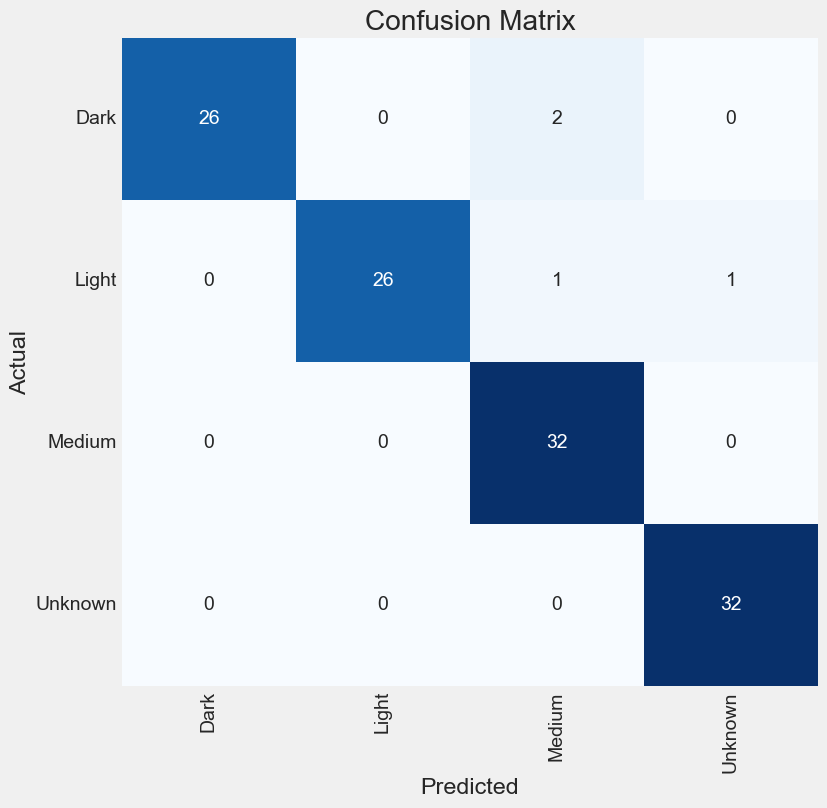 Confusion Matrix
Dark 26 0 2 0
Light 0 26 1 1
Actual
Medium 0 0 32 0
Unknown 0 0 0 32
Dark Light Medium Unknown
Predicted